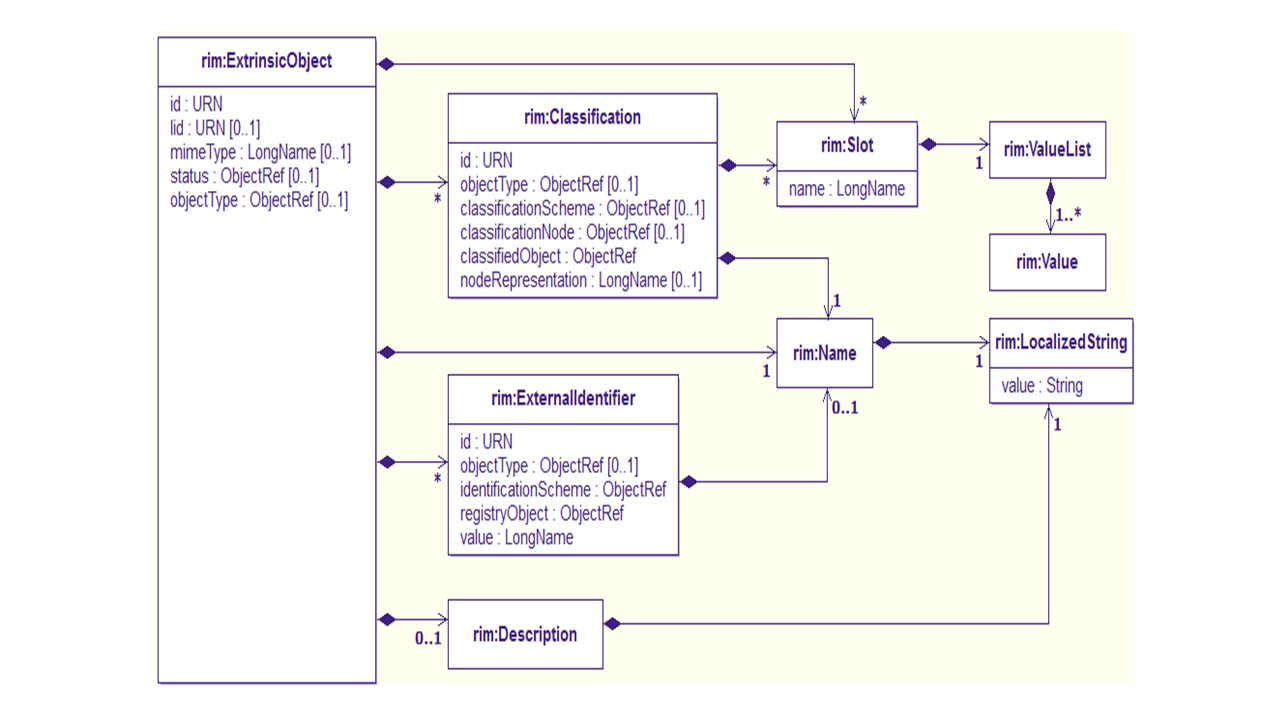 rim:ExtrinsicObject
id : URN
lid : URN [0..1]
mimeType : LongName [0..1]
status : ObjectRef [0..1]
objectType : ObjectRef [0..1]
*
rim:Classification
id : URN
objectType : ObjectRef [0..1]
classificationScheme : ObjectRef [0..1]
classificationNode : ObjectRef [0..1]
classifiedObject : ObjectRef
nodeRepresentation : LongName [0..1]
*
*
rim:Slot
name : LongName
1
rim:ValueList
1..*
rim:Value
1
1
rim:Name
1
rim:LocalizedString
value : String
0..1
1
*
rim:ExternalIdentifier
id : URN
objectType : ObjectRef [0..1]
identificationScheme : ObjectRef
registryObject : ObjectRef
value : LongName
0..1
rim:Description